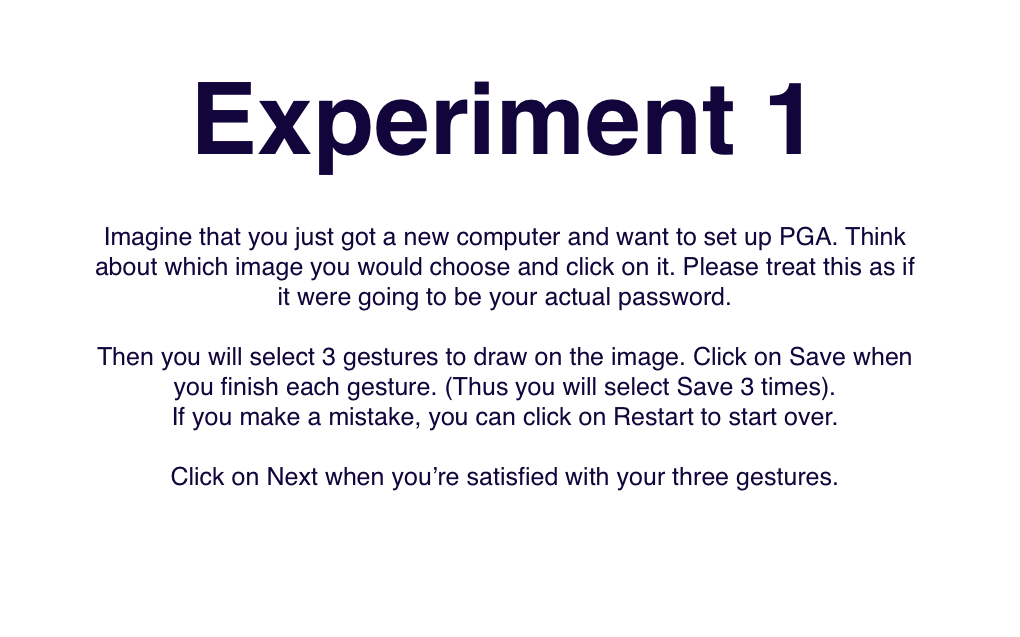 Experiment 1
Imagine that you just got a new computer and want to set up PGA. Think
about which image you would choose and click on it. Please treat this as if
it were going to be your actual password.
Then you will select 3 gestures to draw on the image. Click on Save when
you finish each gesture. (Thus you will select Save 3 times).
If you make a mistake, you can click on Restart to start over.
Click on Next when you’re satisfied with your three gestures.